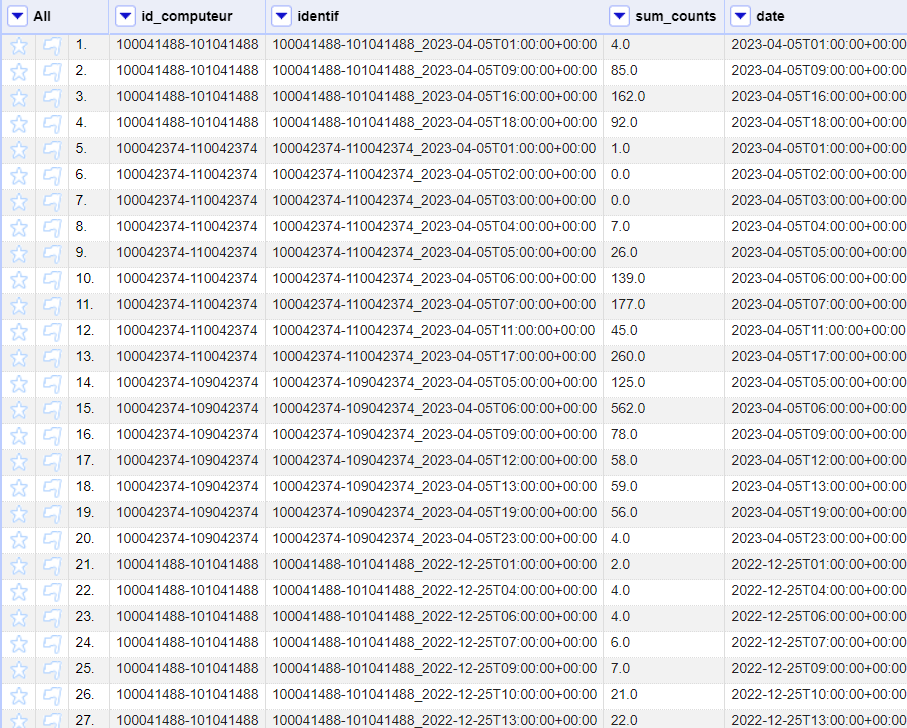 All id_computeur identif sum_counts date
1. 100041488-101041488 100041488-101041488_2023-04-05T01:00:00+00:00 4.0 2023-04-05T01:00:00+00:00
2. 100041488-101041488 100041488-101041488_2023-04-05T09:00:00+00:00 85.0 2023-04-05T09:00:00+00:00
3. 100041488-101041488 100041488-101041488_2023-04-05T16:00:00+00:00 162.0 2023-04-05T16:00:00+00:00
4. 100041488-101041488 100041488-101041488_2023-04-05T18:00:00+00:00 92.0 2023-04-05T18:00:00+00:00
5. 100042374-110042374 100042374-110042374_2023-04-05T01:00:00+00:00 1.0 2023-04-05T01:00:00+00:00
6. 100042374-110042374 100042374-110042374_2023-04-05T02:00:00+00:00 0.0 2023-04-05T02:00:00+00:00
7. 100042374-110042374 100042374-110042374_2023-04-05T03:00:00+00:00 0.0 2023-04-05T03:00:00+00:00
8. 100042374-110042374 100042374-110042374_2023-04-05T04:00:00+00:00 7.0 2023-04-05T04:00:00+00:00
9. 100042374-110042374 100042374-110042374_2023-04-05T05:00:00+00:00 26.0 2023-04-05T05:00:00+00:00
10. 100042374-110042374 100042374-110042374_2023-04-05T06:00:00+00:00 139.0 2023-04-05T06:00:00+00:00
11. 100042374-110042374 100042374-110042374_2023-04-05T07:00:00+00:00 177.0 2023-04-05T07:00:00+00:00
12. 100042374-110042374 100042374-110042374_2023-04-05T11:00:00+00:00 45.0 2023-04-05T11:00:00+00:00
13. 100042374-110042374 100042374-110042374_2023-04-05T17:00:00+00:00 260.0 2023-04-05T17:00:00+00:00
14. 100042374-109042374 100042374-109042374_2023-04-05T05:00:00+00:00 125.0 2023-04-05T05:00:00+00:00
15. 100042374-109042374 100042374-109042374_2023-04-05T06:00:00+00:00 562.0 2023-04-05T06:00:00+00:00
16. 100042374-109042374 100042374-109042374_2023-04-05T09:00:00+00:00 78.0 2023-04-05T09:00:00+00:00
17. 100042374-109042374 100042374-109042374_2023-04-05T12:00:00+00:00 58.0 2023-04-05T12:00:00+00:00
18. 100042374-109042374 100042374-109042374_2023-04-05T13:00:00+00:00 59.0 2023-04-05T13:00:00+00:00
19. 100042374-109042374 100042374-109042374_2023-04-05T19:00:00+00:00 56.0 2023-04-05T19:00:00+00:00
20. 100042374-109042374 100042374-109042374_2023-04-05T23:00:00+00:00 4.0 2023-04-05T23:00:00+00:00
21. 100041488-101041488 100041488-101041488_2022-12-25T01:00:00+00:00 2.0 2022-12-25T01:00:00+00:00
22. 100041488-101041488 100041488-101041488_2022-12-25T04:00:00+00:00 4.0 2022-12-25T04:00:00+00:00
23. 100041488-101041488 100041488-101041488_2022-12-25T06:00:00+00:00 4.0 2022-12-25T06:00:00+00:00
24. 100041488-101041488 100041488-101041488_2022-12-25T07:00:00+00:00 6.0 2022-12-25T07:00:00+00:00
25. 100041488-101041488 100041488-101041488_2022-12-25T09:00:00+00:00 7.0 2022-12-25T09:00:00+00:00
26. 100041488-101041488 100041488-101041488_2022-12-25T10:00:00+00:00 21.0 2022-12-25T10:00:00+00:00
27. 100041488-101041488 100041488-101041488_2022-12-25T13:00:00+00:00 22.0 2022-12-25T13:00:00+00:00